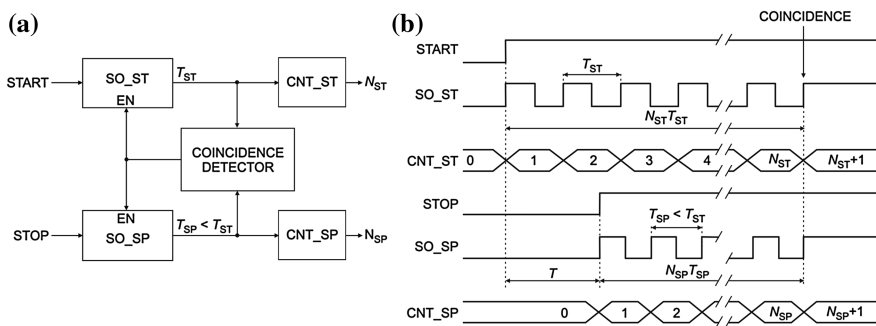 (a)
START
SO_ST
EN
T_ST
CNT_ST
N_ST
COINCIDENCE
DETECTOR
STOP
EN
SO_SP
T_SP < T_ST
CNT_SP
N_SP
(b)
COINCIDENCE
START
T_ST
SO_ST
N_ST T_ST
CNT_ST 0 1 2 3 4 N_ST N_ST+1
STOP
T_SP < T_ST
SO_SP
T N_SP T_SP
CNT_SP 0 1 2 N_SP N_SP+1